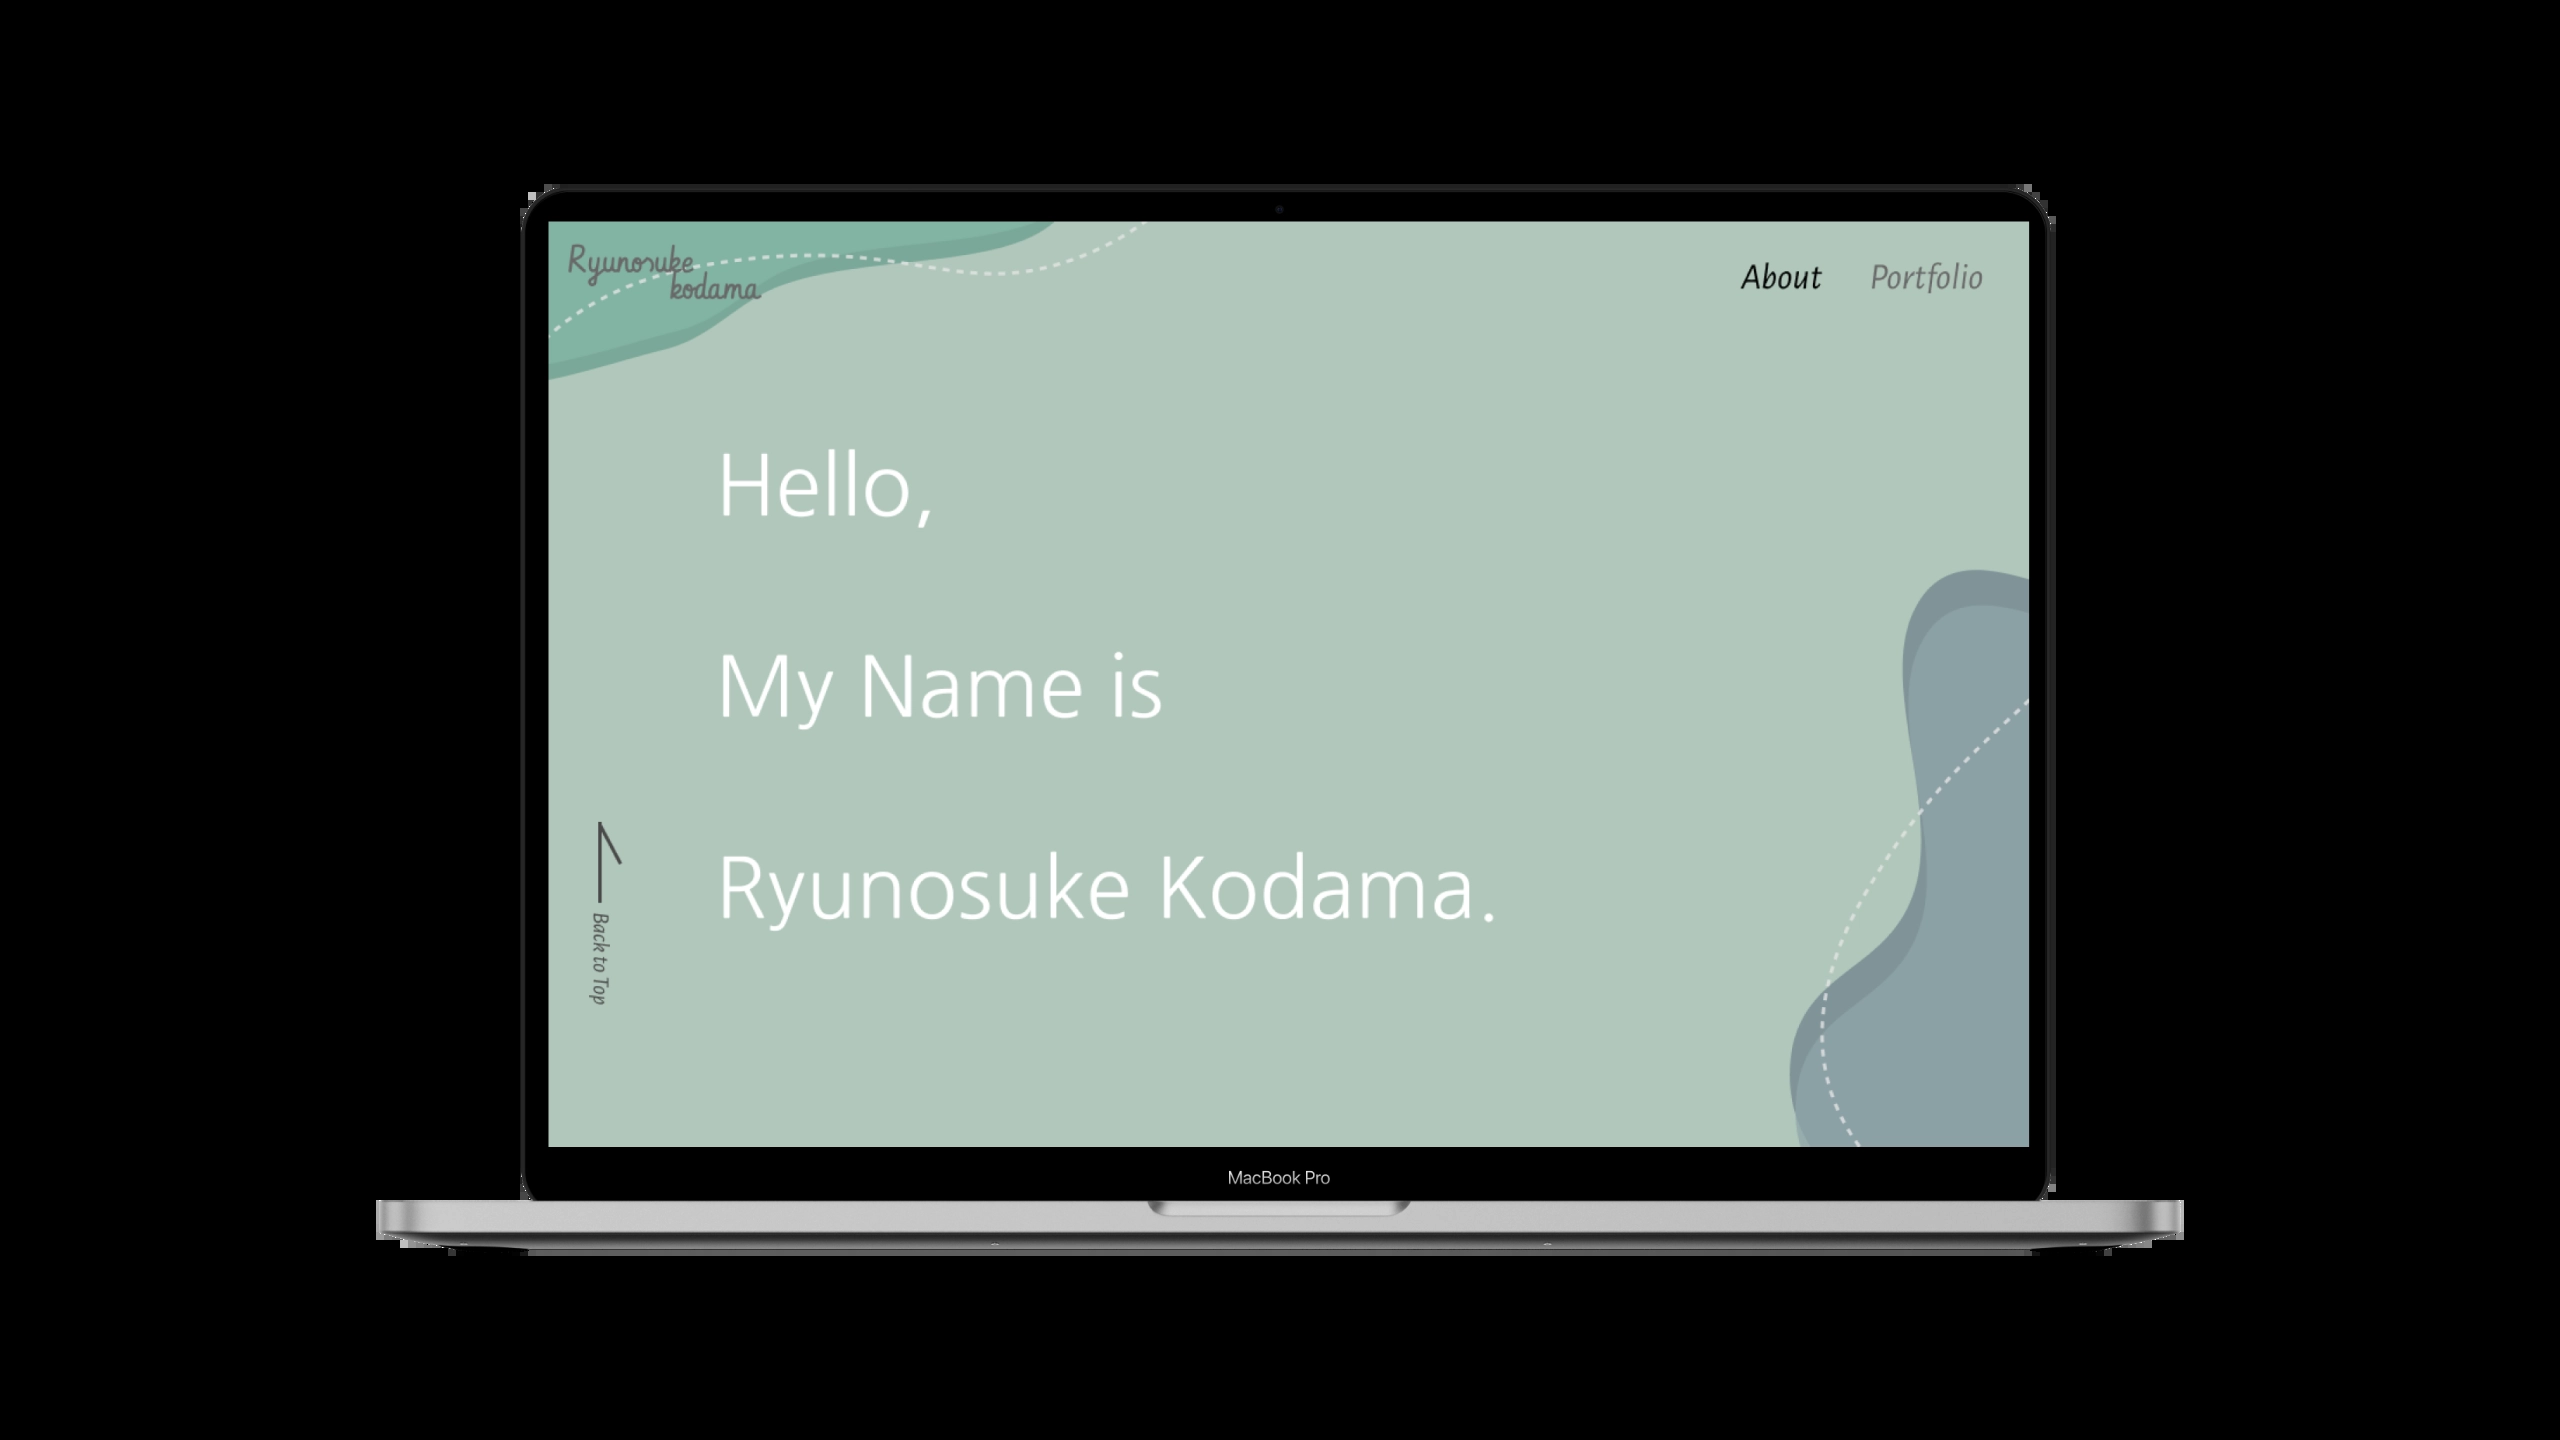 Ryunosuke
kodama
About
Portfolio
Hello,
My Name is
Ryunosuke Kodama.
Back to Top
MacBook Pro